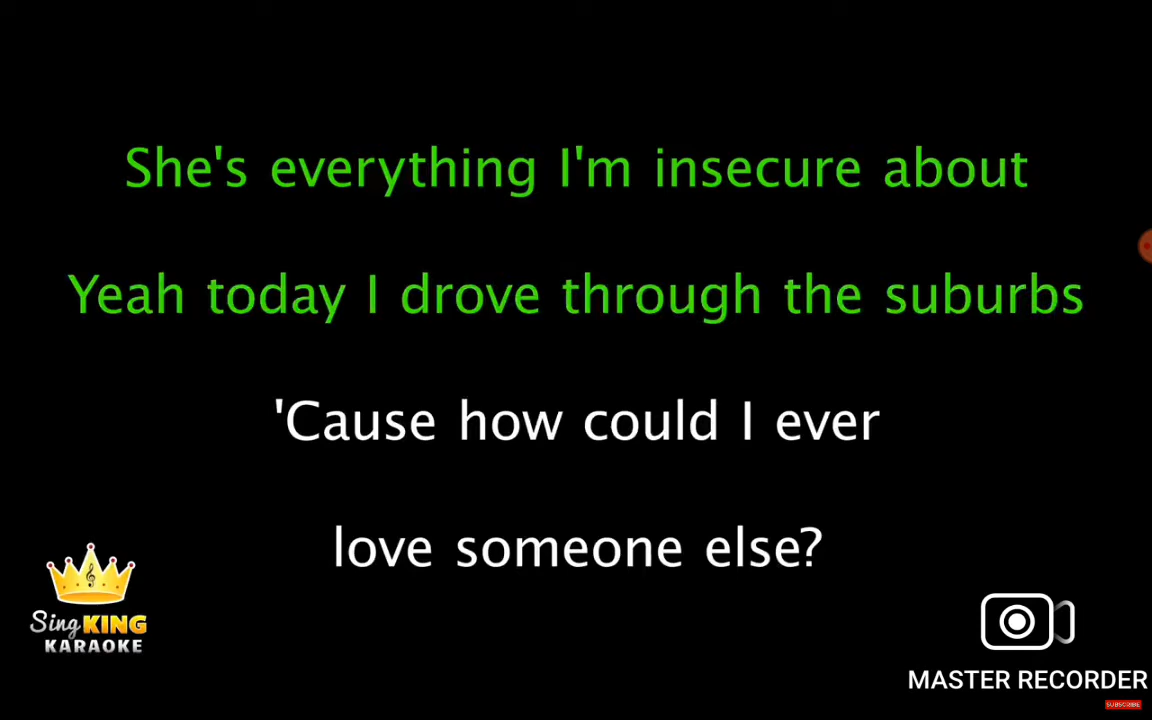 She's everything I'm insecure about
Yeah today I drove through the suburbs
'Cause how could I ever
love someone else?
Sing KING
KARAOKE
MASTER RECORDER
SUBSCRIBE